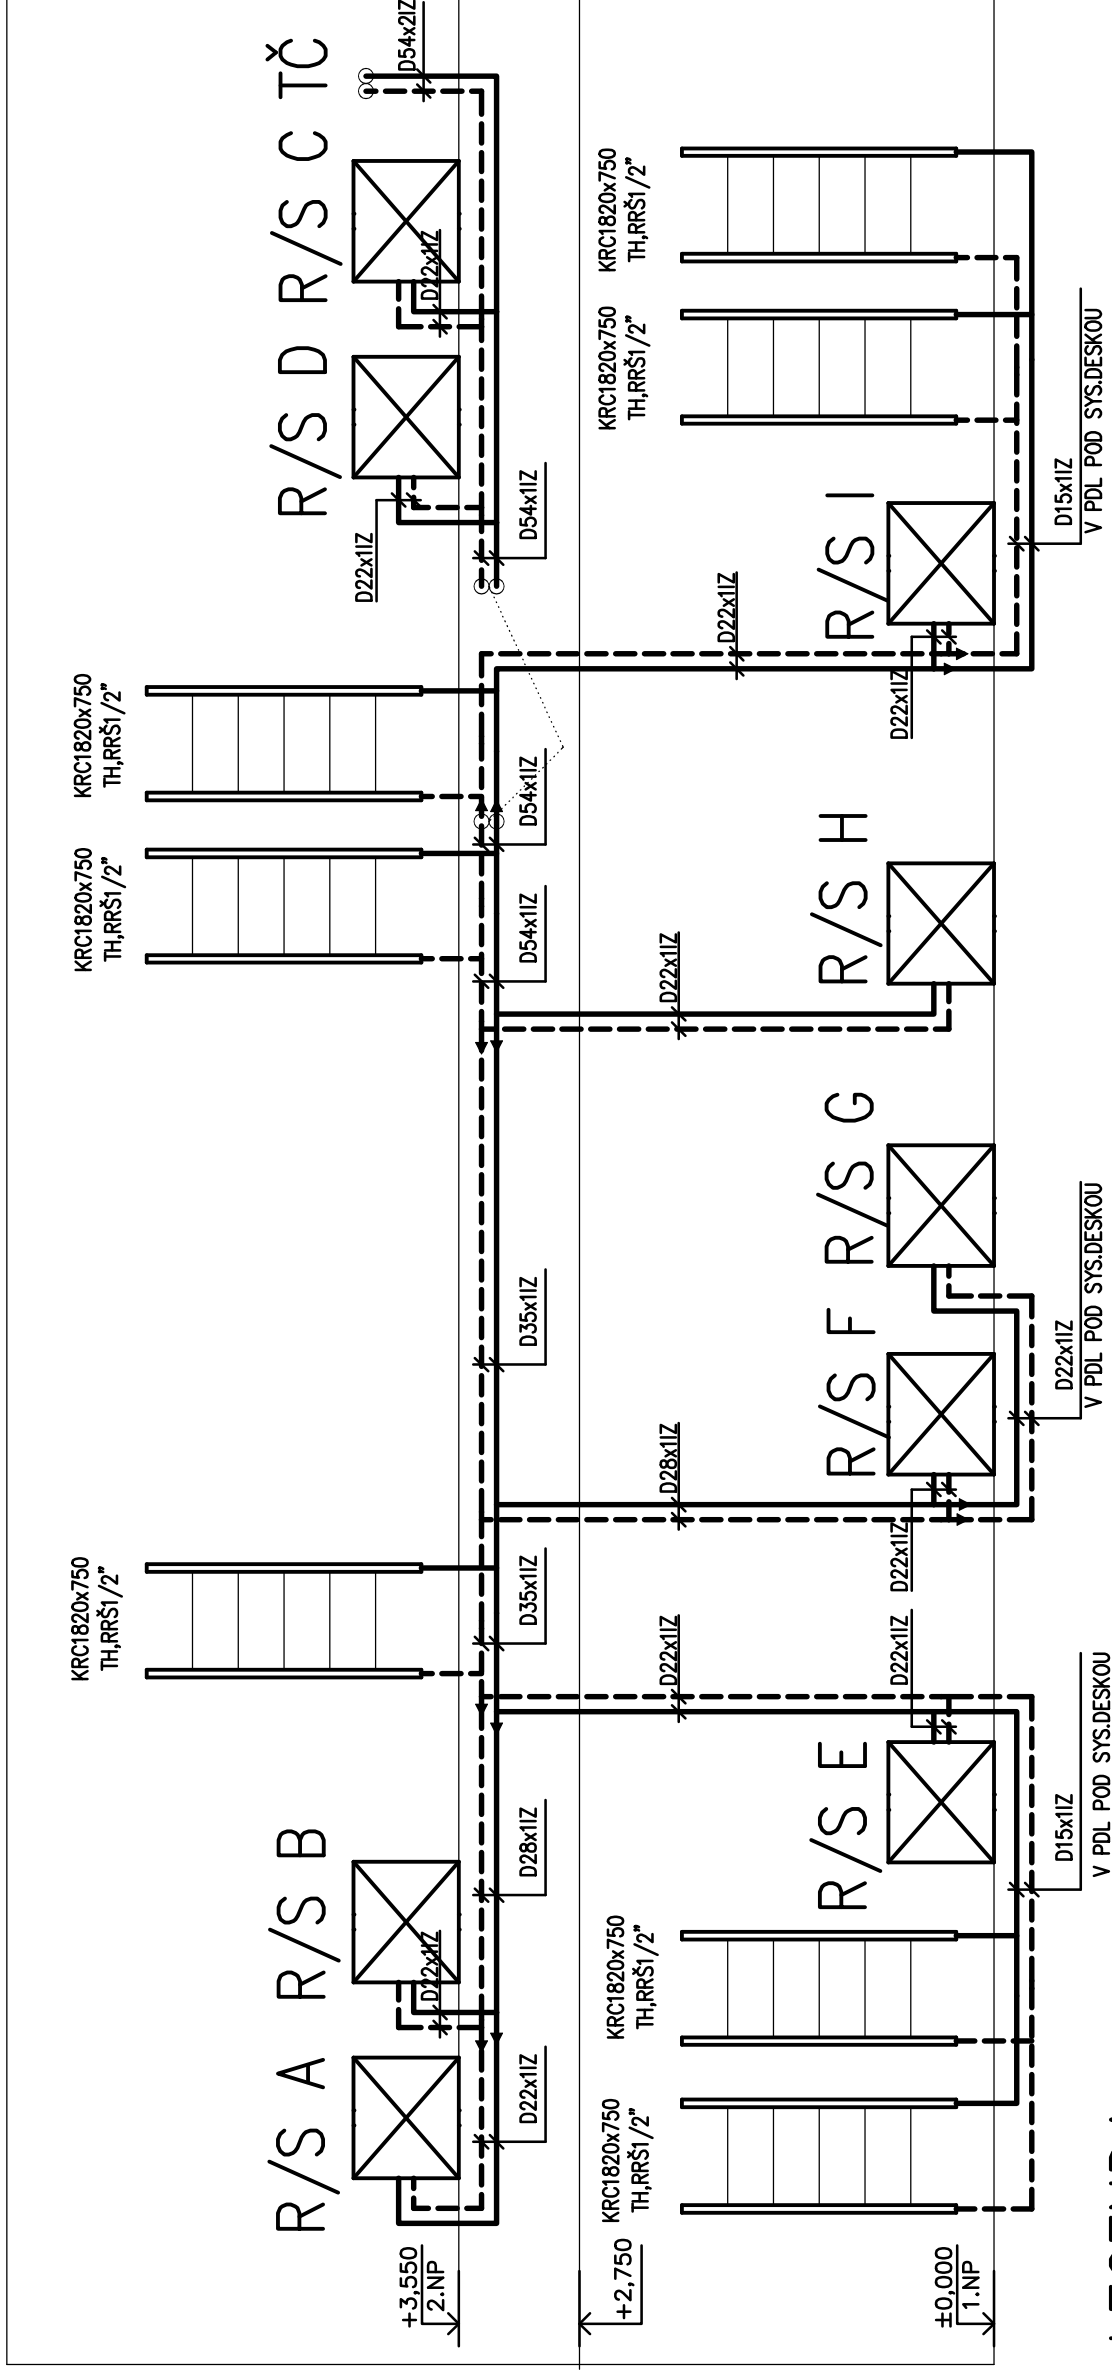 R/S A
R/S B
R/S D
R/S C
TČ
KRC1820x750
TH,RRŠ1/2"
KRC1820x750
TH,RRŠ1/2"
KRC1820x750
TH,RRŠ1/2"
D22x1IZ
D22x1IZ
D22x1IZ
D54x2IZ
+3,550
2.NP
D22x1IZ
D28x1IZ
D35x1IZ
D35x1IZ
D54x1IZ
D54x1IZ
D54x1IZ
+2,750
KRC1820x750
TH,RRŠ1/2"
KRC1820x750
TH,RRŠ1/2"
D22x1IZ
D28x1IZ
D22x1IZ
D22x1IZ
KRC1820x750
TH,RRŠ1/2"
KRC1820x750
TH,RRŠ1/2"
R/S E
R/S F
R/S G
R/S H
R/S I
D22x1IZ
D22x1IZ
D22x1IZ
±0,000
1.NP
D15x1IZ
V PDL POD SYS.DESKOU
D22x1IZ
V PDL POD SYS.DESKOU
D15x1IZ
V PDL POD SYS.DESKOU